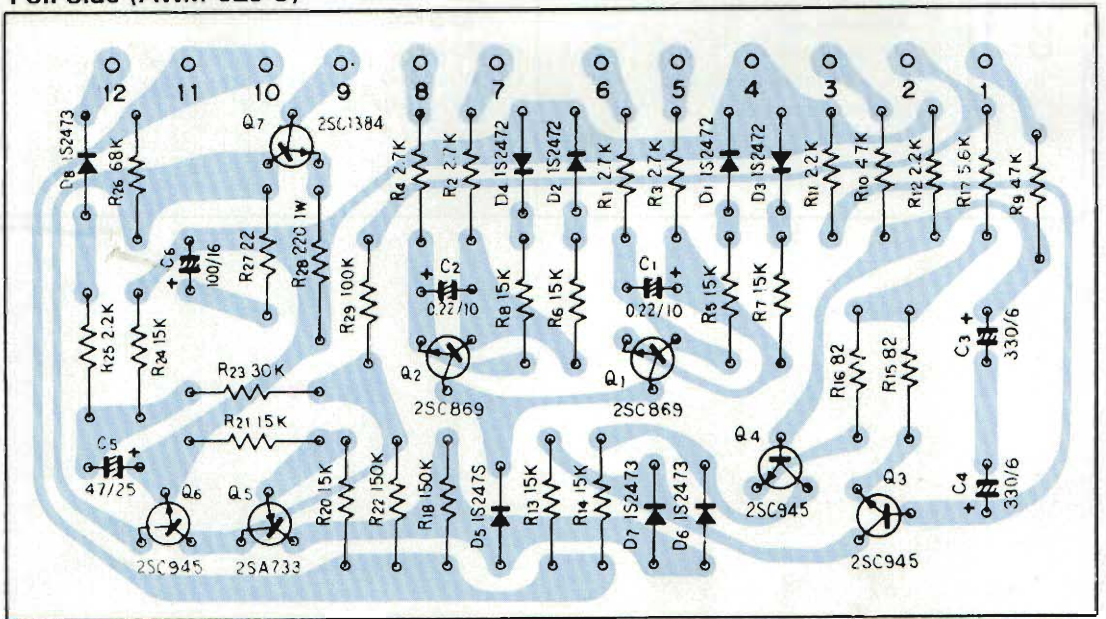 Foil Side
12 11 10 9 8 7 6 5 4 3 2 1
Q7 2SC1384
D8 1S2473
R26 68K
R4 2.7K
R2 2.7K
D4 1S2472
D2 1S2472
R1 2.7K
R3 2.7K
D1 1S2472
D3 1S2472
R11 2.2K
R10 4.7K
R12 2.2K
R17 5.6K
R9 47K
C6 100/16 +
R27 22
R28 220 1W
R29 100K
+ C2 0.22/10
R8 15K
R6 15K
C1 + 0.22/10
R5 15K
R7 15K
R25 2.2K
R24 15K
R16 82
R15 82
C3 + 330/6
R23 30K
Q2 2SC869
Q1 2SC869
R21 15K
C5 + 47/25
Q6 2SC945
Q5 2SA733
R20 15K
R22 150K
R18 150K
D5 1S247S
R13 15K
R14 15K
D7 1S2473
D6 1S2473
Q4 2SC945
Q3 2SC945
C4 + 330/6